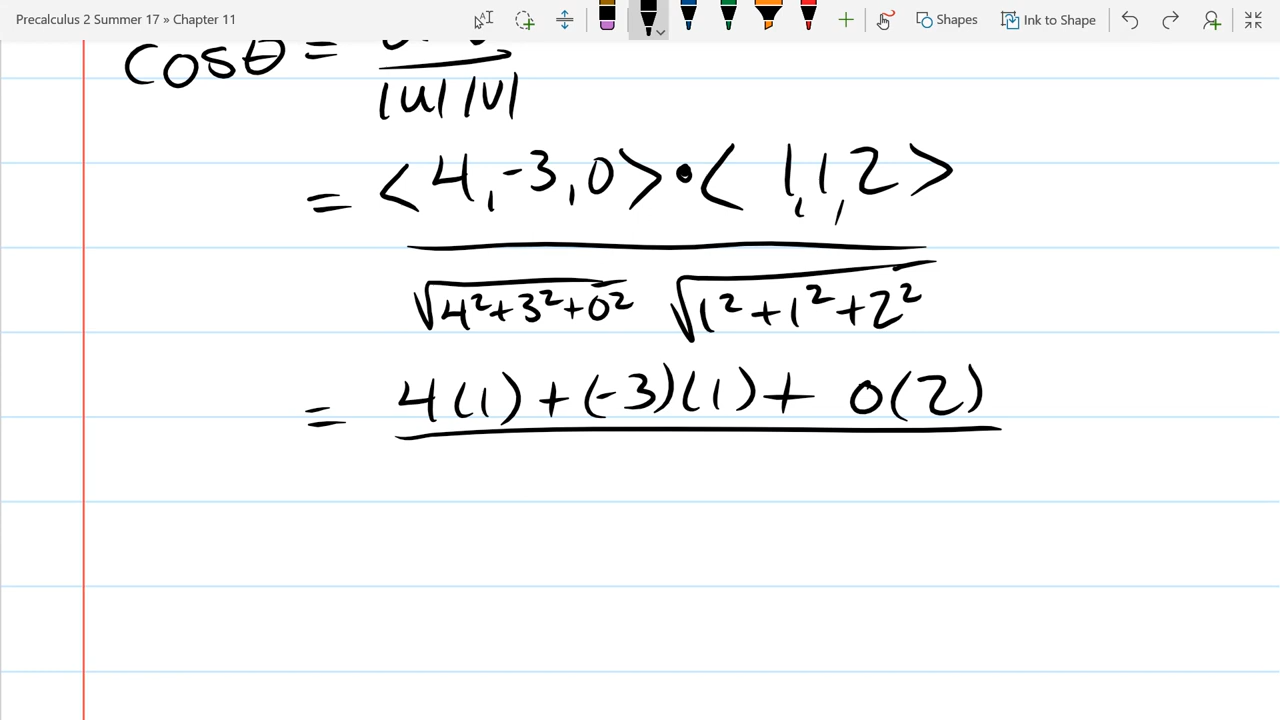 Precalculus 2 Summer 17 » Chapter 11 Shapes Ink to Shape
cosθ =
|u| |v|
= <4,-3,0>•< 1,1,2>
√4²+3²+0² √1²+1²+2²
= 4(1)+(-3)(1)+ 0(2)